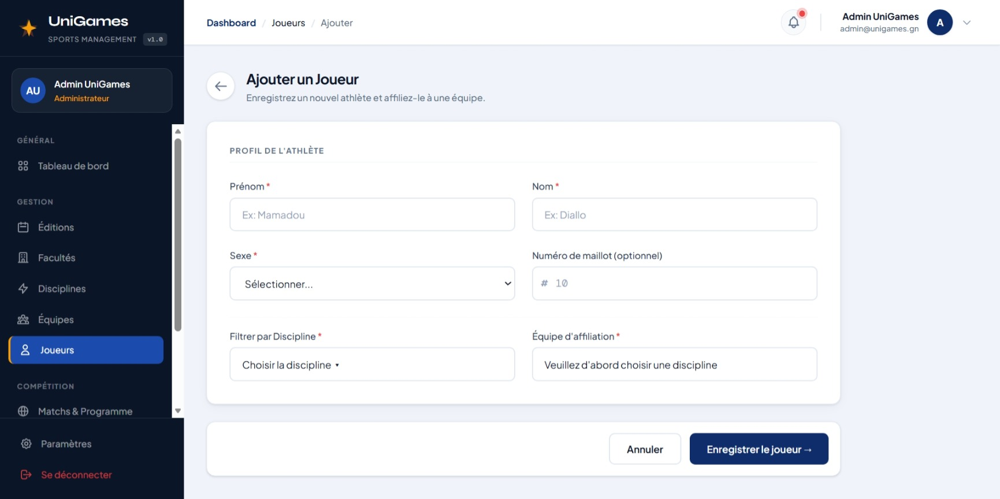 UniGames
SPORTS MANAGEMENT v1.0
AU
Admin UniGames
Administrateur
GÉNÉRAL
Tableau de bord
GESTION
Éditions
Facultés
Disciplines
Équipes
Joueurs
COMPÉTITION
Matchs & Programme
Paramètres
Se déconnecter
Dashboard / Joueurs / Ajouter
Admin UniGames
admin@unigames.gn
A
Ajouter un Joueur
Enregistrez un nouvel athlète et affiliez-le à une équipe.
PROFIL DE L'ATHLÈTE
Prénom * Nom *
Ex: Mamadou Ex: Diallo
Sexe * Numéro de maillot (optionnel)
Sélectionner... # 10
Filtrer par Discipline * Équipe d'affiliation *
Choisir la discipline ▾ Veuillez d'abord choisir une discipline
Annuler Enregistrer le joueur →